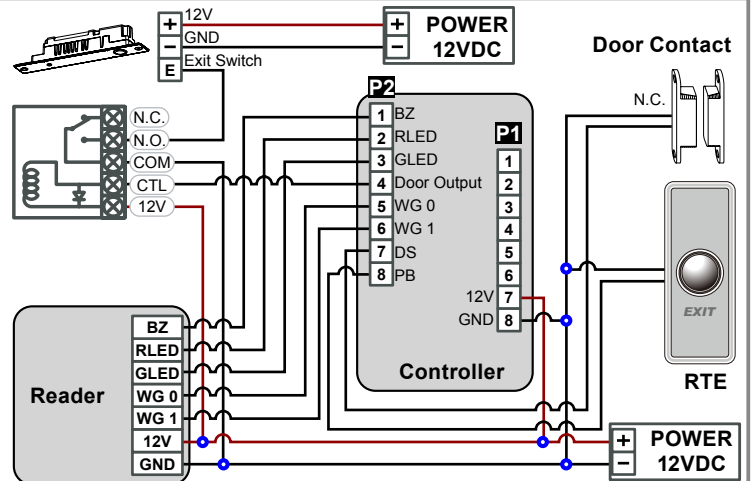 + 12V
− GND
E Exit Switch
+ POWER
− 12VDC
Door Contact
N.C.
N.C.
N.O.
COM
CTL
12V
P2
1 BZ
2 RLED
3 GLED
4 Door Output
5 WG 0
6 WG 1
7 DS
8 PB
P1
1
2
3
4
5
6
12V 7
GND 8
Controller
EXIT
RTE
Reader
BZ
RLED
GLED
WG 0
WG 1
12V
GND
+ POWER
− 12VDC